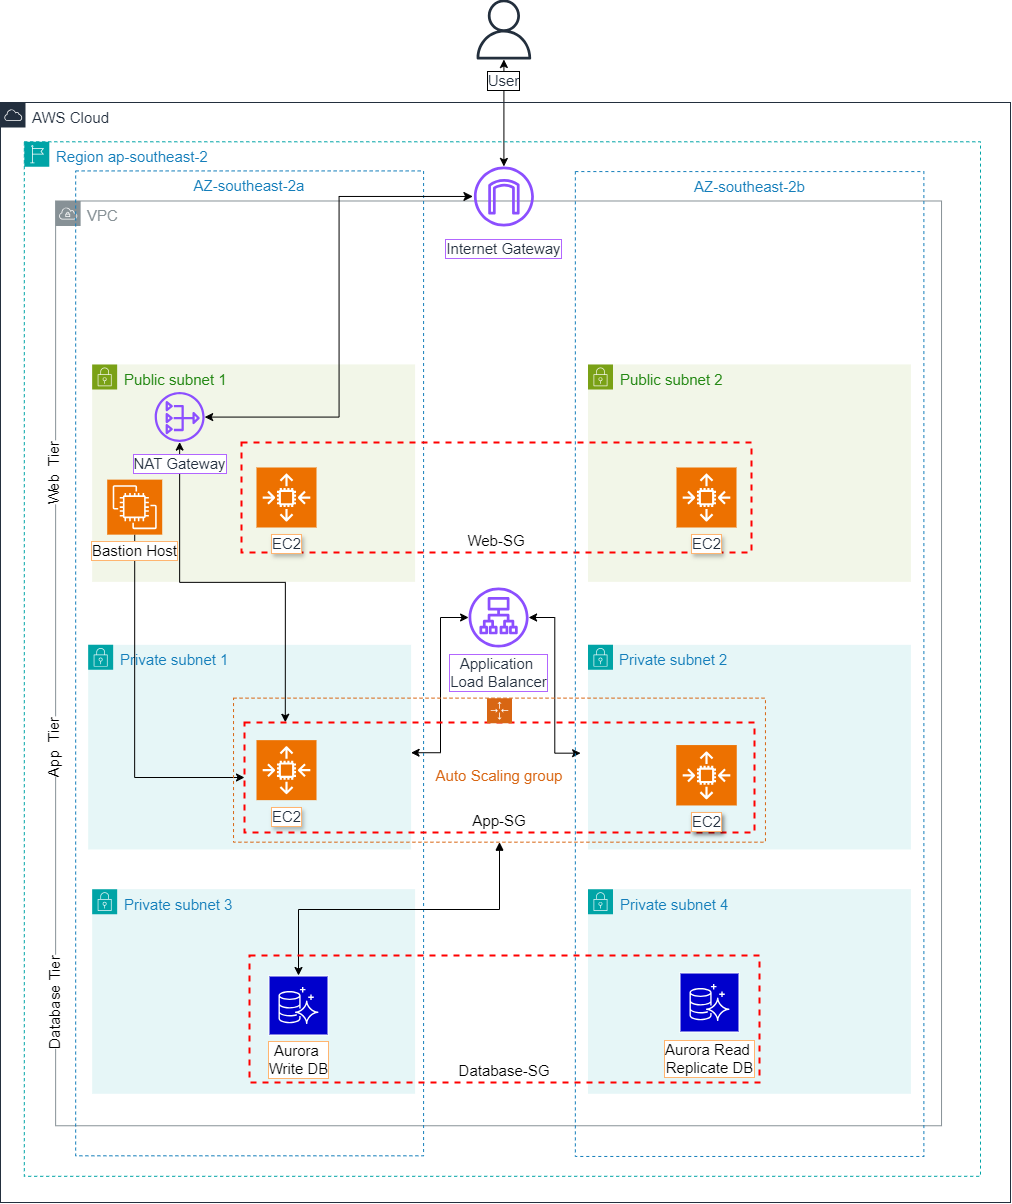 User
AWS Cloud
Region ap-southeast-2
AZ-southeast-2a
AZ-southeast-2b
VPC
Internet Gateway
Public subnet 1
Public subnet 2
Web Tier
NAT Gateway
Bastion Host
EC2
Web-SG
EC2
Private subnet 1
Application
Load Balancer
Private subnet 2
App Tier
Auto Scaling group
EC2
App-SG
EC2
Private subnet 3
Private subnet 4
Database Tier
Aurora
Write DB
Database-SG
Aurora Read
Replicate DB